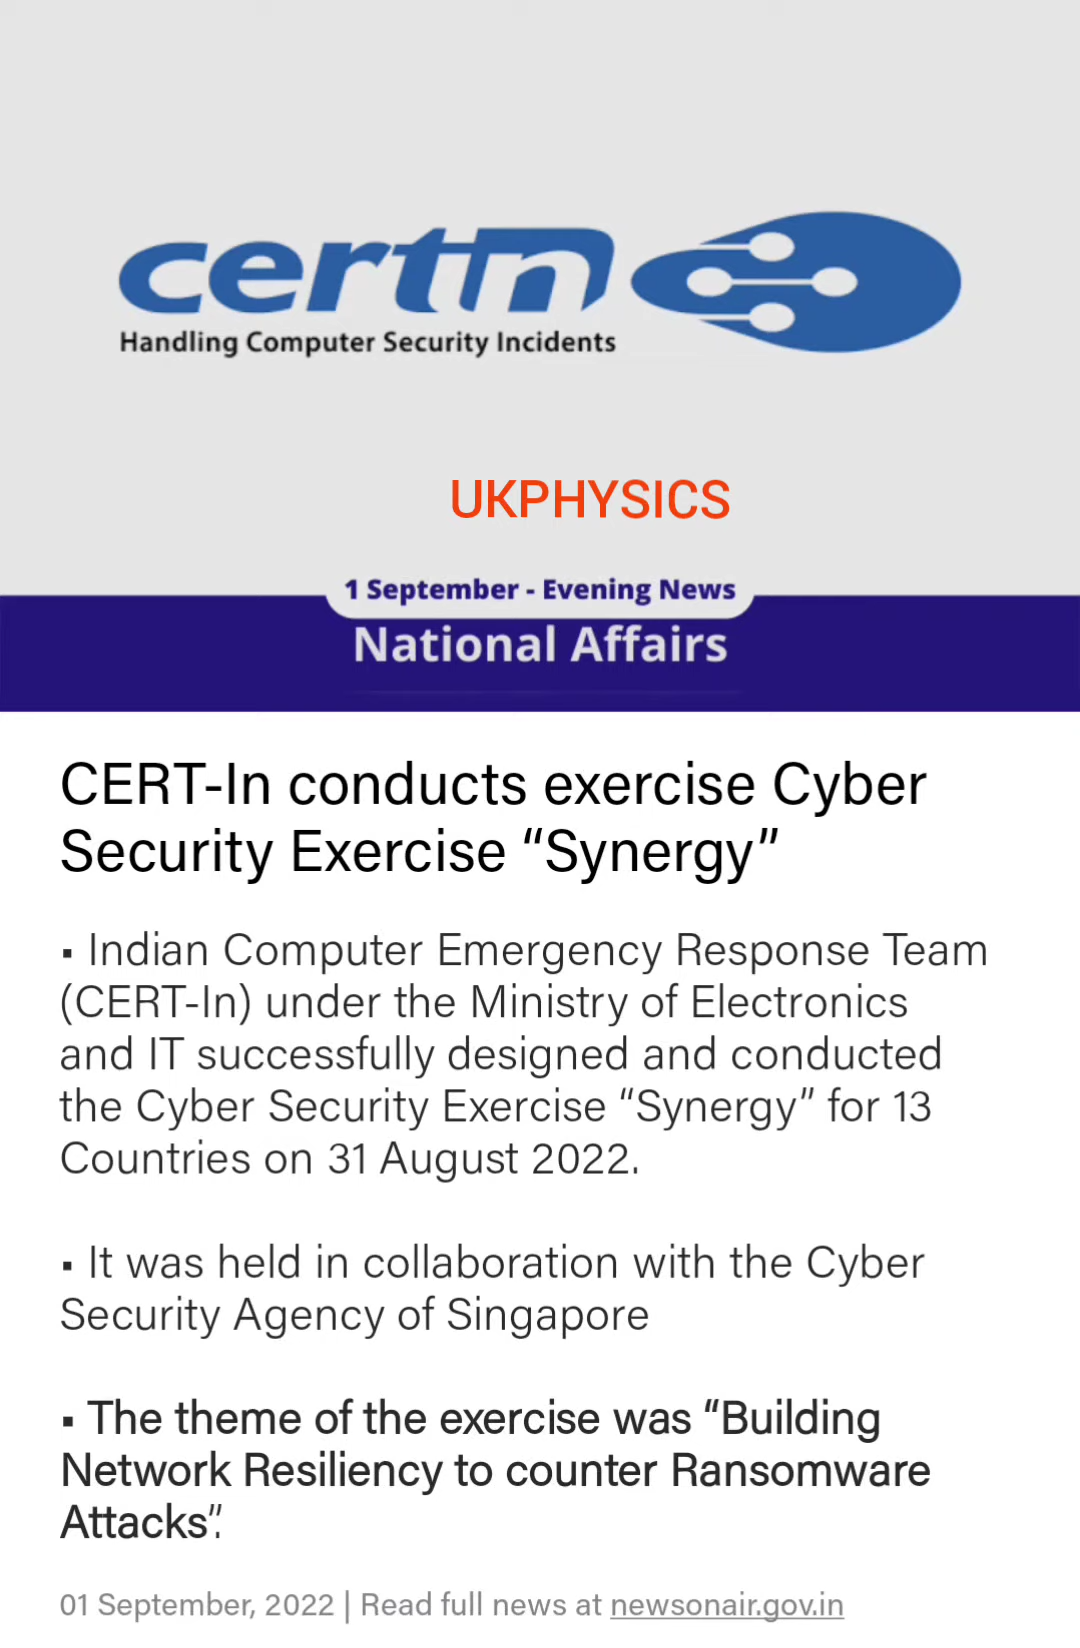 certin
Handling Computer Security Incidents
UKPHYSICS
1 September - Evening News
National Affairs
CERT-In conducts exercise Cyber
Security Exercise “Synergy”
▪ Indian Computer Emergency Response Team
(CERT-In) under the Ministry of Electronics
and IT successfully designed and conducted
the Cyber Security Exercise “Synergy” for 13
Countries on 31 August 2022.
▪ It was held in collaboration with the Cyber
Security Agency of Singapore
▪ The theme of the exercise was “Building
Network Resiliency to counter Ransomware
Attacks”.
01 September, 2022 | Read full news at newsonair.gov.in